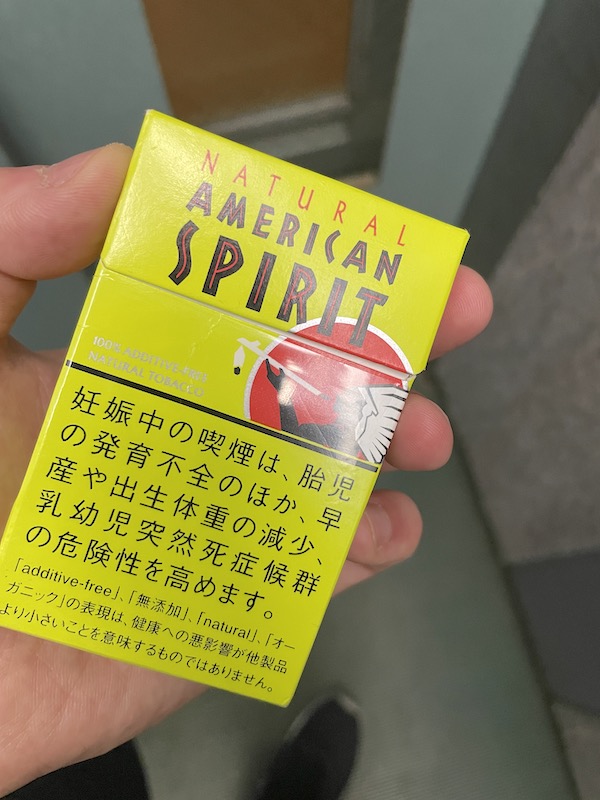 NATURAL
AMERICAN
SPIRIT
100% ADDITIVE FREE
NATURAL TOBACCO
妊娠中の喫煙は、胎児
の発育不全のほか、早
産や出生体重の減少、
乳幼児突然死症候群
の危険性を高めます。
「additive-free」、「無添加」、「natural」、「オー
ガニック」の表現は、健康への悪影響が他製品
より小さいことを意味するものではありません。